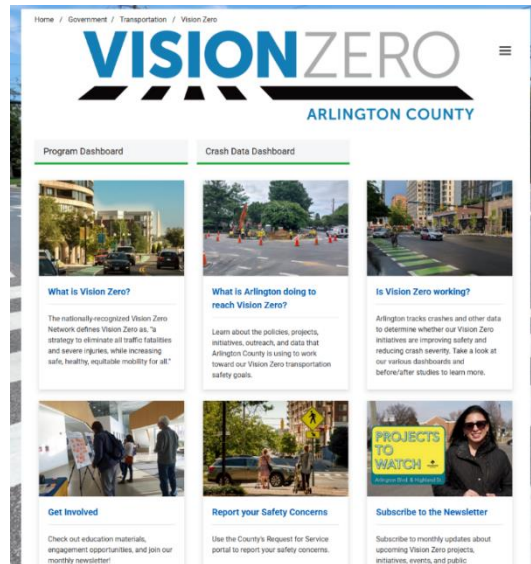 Home / Government / Transportation / Vision Zero
VISIONZERO
ARLINGTON COUNTY
Program Dashboard
Crash Data Dashboard
What is Vision Zero?
The nationally-recognized Vision Zero
Network defines Vision Zero as, "a
strategy to eliminate all traffic fatalities
and severe injuries, while increasing
safe, healthy, equitable mobility for all."
What is Arlington doing to
reach Vision Zero?
Learn about the policies, projects,
initiatives, outreach, and data that
Arlington County is using to work
toward our Vision Zero transportation
safety goals.
Is Vision Zero working?
Arlington tracks crashes and other data
to determine whether our Vision Zero
initiatives are improving safety and
reducing crash severity. Take a look at
our various dashboards and
before/after studies to learn more.
Get Involved
Check out education materials,
engagement opportunities, and join our
monthly newsletter!
Report your Safety Concerns
Use the County's Request for Service
portal to report your safety concerns.
PROJECTS
TO
WATCH
Arlington Blvd. & Highland St.
Subscribe to the Newsletter
Subscribe to monthly updates about
upcoming Vision Zero projects,
initiatives, events, and public